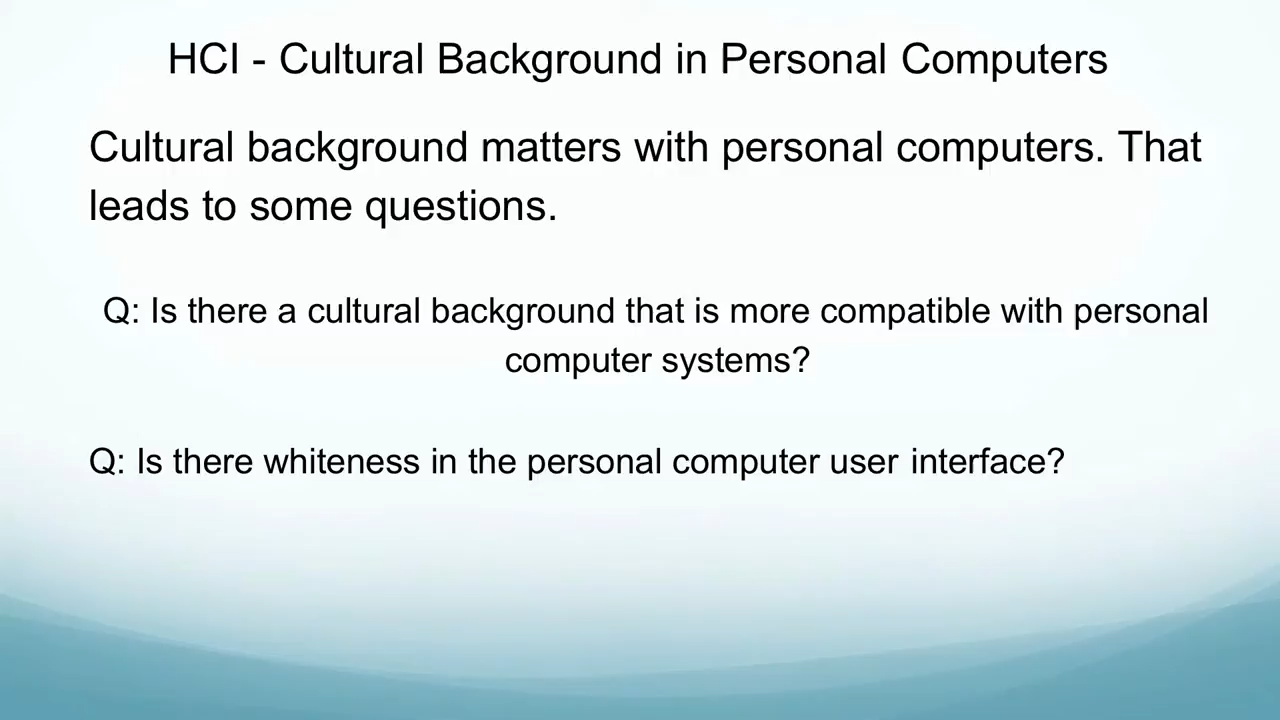 HCI - Cultural Background in Personal Computers
Cultural background matters with personal computers. That
leads to some questions.
Q: Is there a cultural background that is more compatible with personal
computer systems?
Q: Is there whiteness in the personal computer user interface?